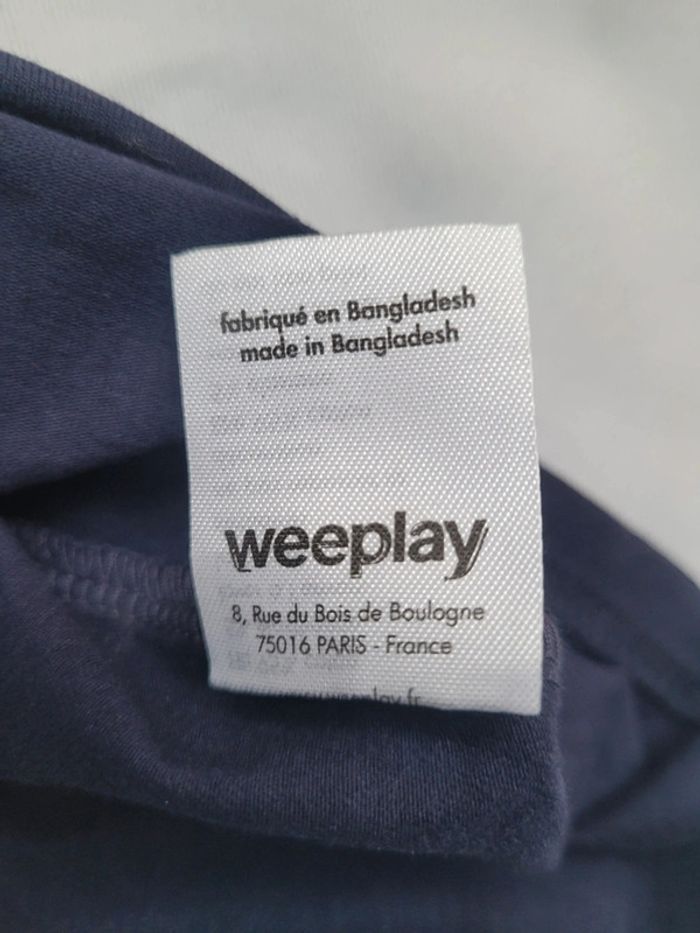 fabriqué en Bangladesh
made in Bangladesh
weeplay
8, Rue du Bois de Boulogne
75016 PARIS - France